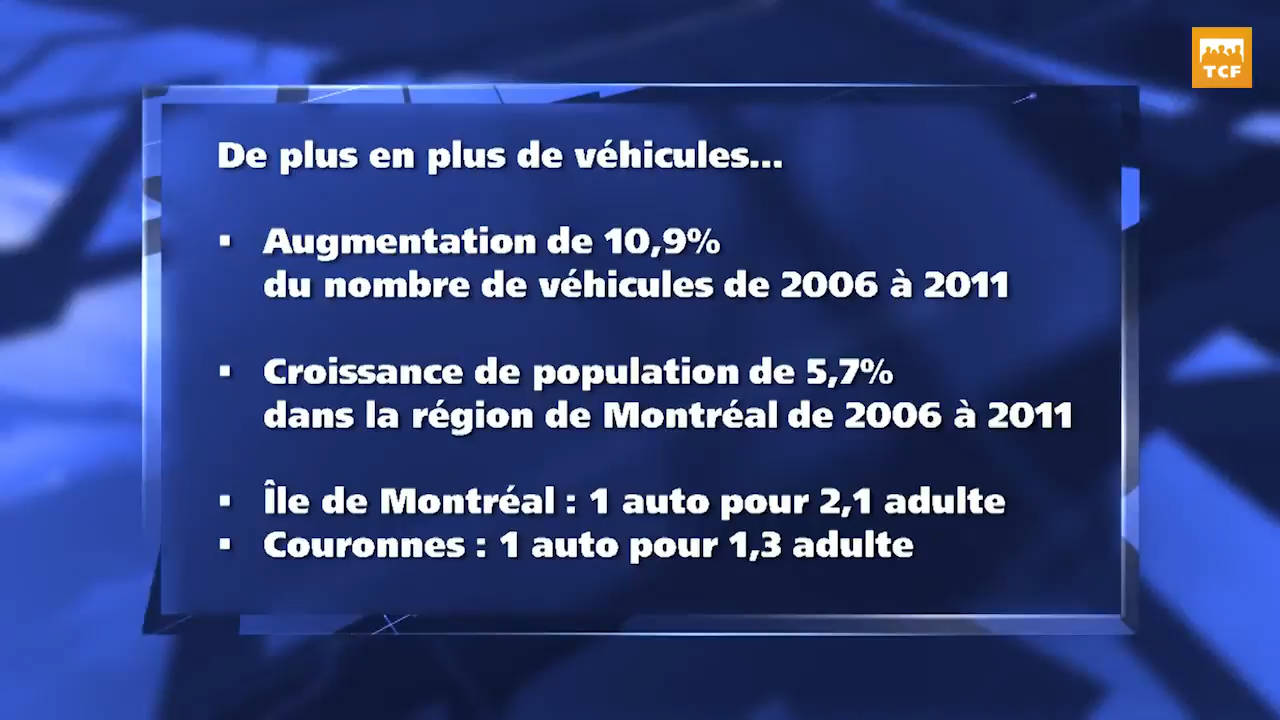 TCF
De plus en plus de véhicules...
▪ Augmentation de 10,9%
du nombre de véhicules de 2006 à 2011
▪ Croissance de population de 5,7%
dans la région de Montréal de 2006 à 2011
▪ Île de Montréal : 1 auto pour 2,1 adulte
▪ Couronnes : 1 auto pour 1,3 adulte